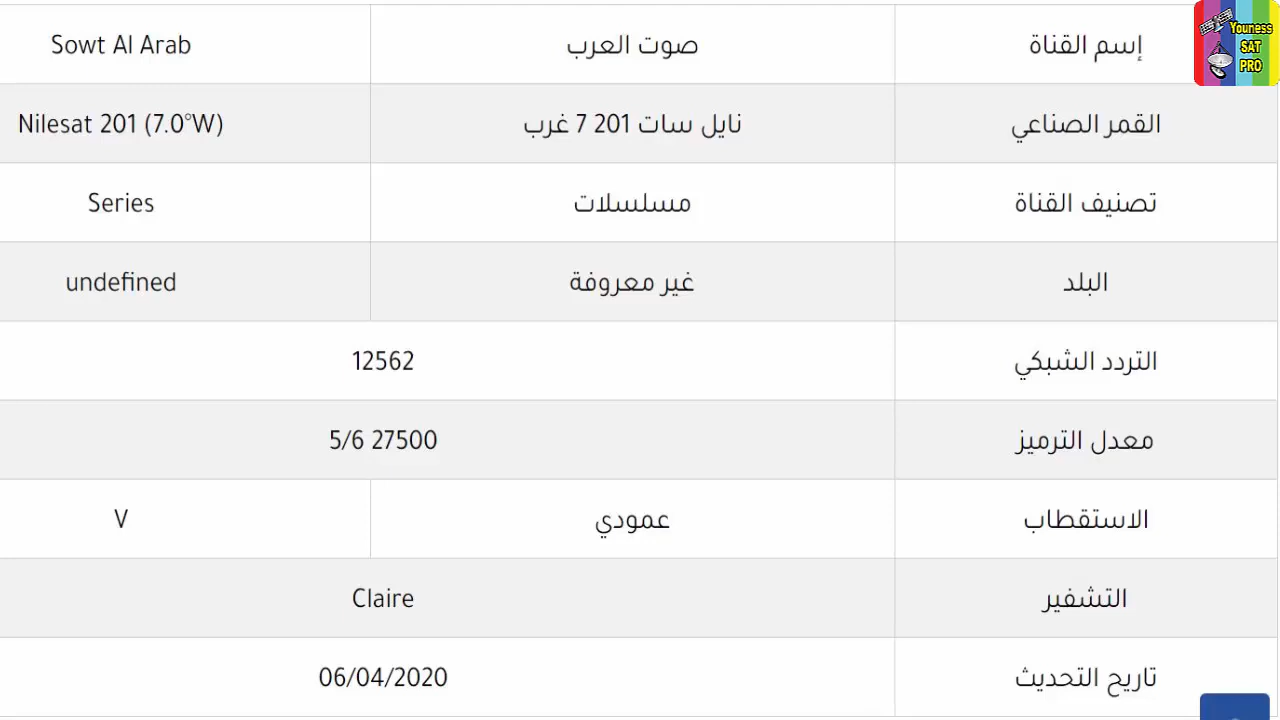 إسم القناة صوت العرب Sowt Al Arab
القمر الصناعي نايل سات 201 7 غرب Nilesat 201 (7.0°W)
تصنيف القناة مسلسلات Series
البلد غير معروفة undefined
التردد الشبكي 12562
معدل الترميز 27500 5/6
الاستقطاب عمودي V
التشفير Claire
تاريح التحديث 06/04/2020
Youness
SAT
PRO